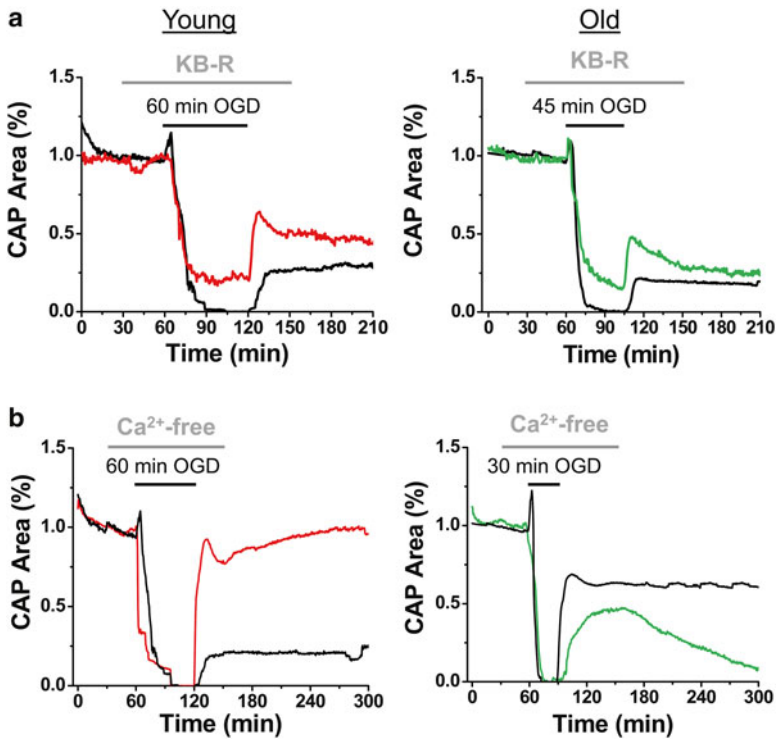 a
Young
Old
KB-R
60 min OGD
CAP Area (%)
1.5
1.0
0.5
0.0
0 30 60 90 120 150 180 210
Time (min)
KB-R
45 min OGD
CAP Area (%)
1.5
1.0
0.5
0.0
0 30 60 90 120 150 180 210
Time (min)
b
Ca²⁺-free
60 min OGD
CAP Area (%)
1.5
1.0
0.5
0.0
0 60 120 180 240 300
Time (min)
Ca²⁺-free
30 min OGD
CAP Area (%)
1.5
1.0
0.5
0.0
0 60 120 180 240 300
Time (min)